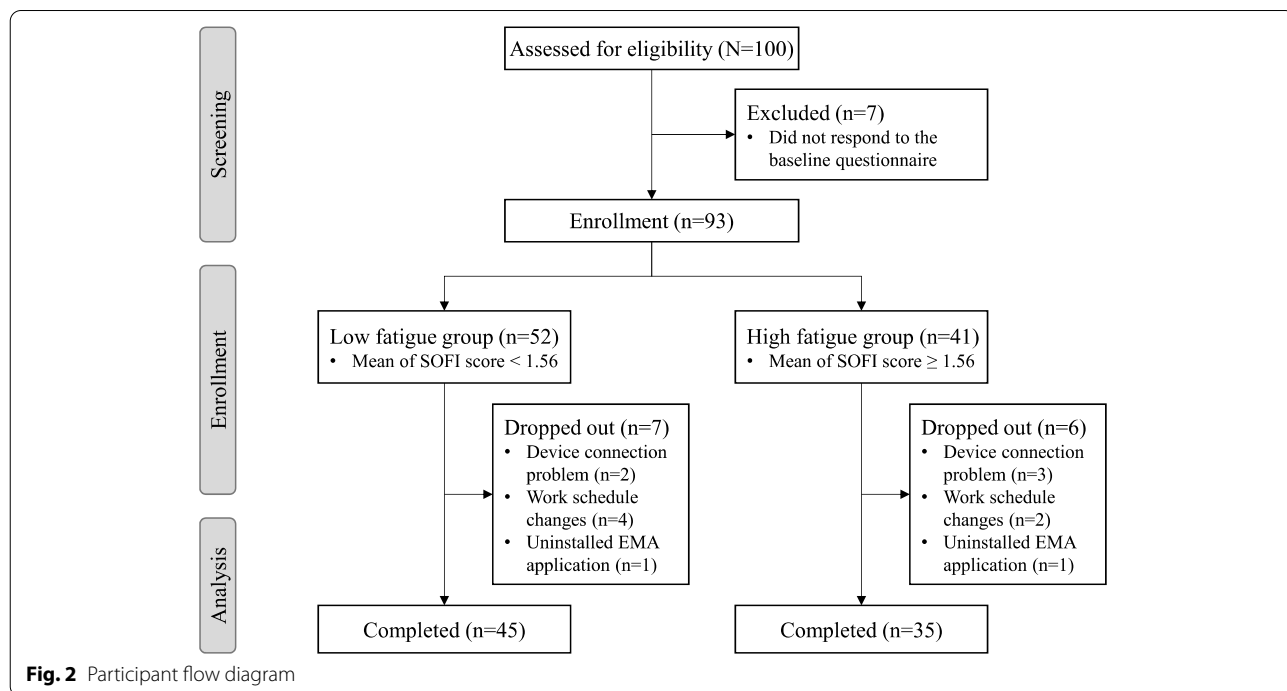 Screening
Assessed for eligibility (N=100)
Excluded (n=7)
• Did not respond to the
baseline questionnaire
Enrollment (n=93)
Enrollment
Low fatigue group (n=52)
• Mean of SOFI score < 1.56
High fatigue group (n=41)
• Mean of SOFI score ≥ 1.56
Dropped out (n=7)
• Device connection
problem (n=2)
• Work schedule
changes (n=4)
• Uninstalled EMA
application (n=1)
Dropped out (n=6)
• Device connection
problem (n=3)
• Work schedule
changes (n=2)
• Uninstalled EMA
application (n=1)
Analysis
Completed (n=45)
Completed (n=35)
Fig. 2 Participant flow diagram